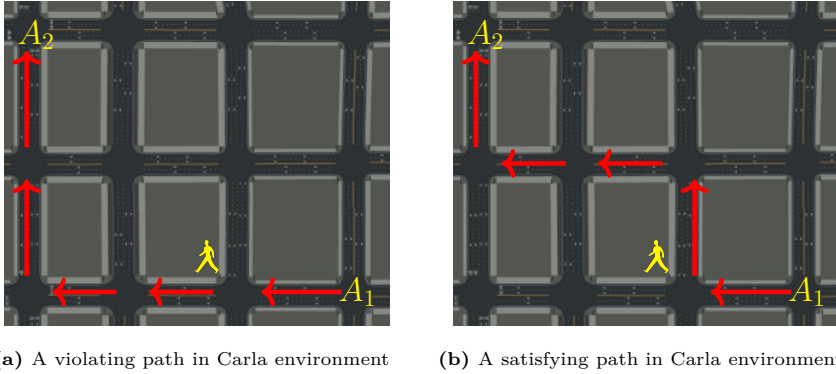 A₂
A₂
A₁
A₁
(a) A violating path in Carla environment
(b) A satisfying path in Carla environment